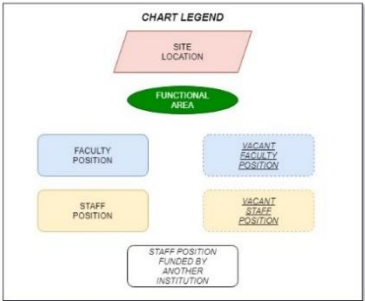 CHART LEGEND
SITE
LOCATION
FUNCTIONAL
AREA
FACULTY
POSITION
VACANT
FACULTY
POSITION
STAFF
POSITION
VACANT
STAFF
POSITION
STAFF POSITION
FUNDED BY
ANOTHER
INSTITUTION